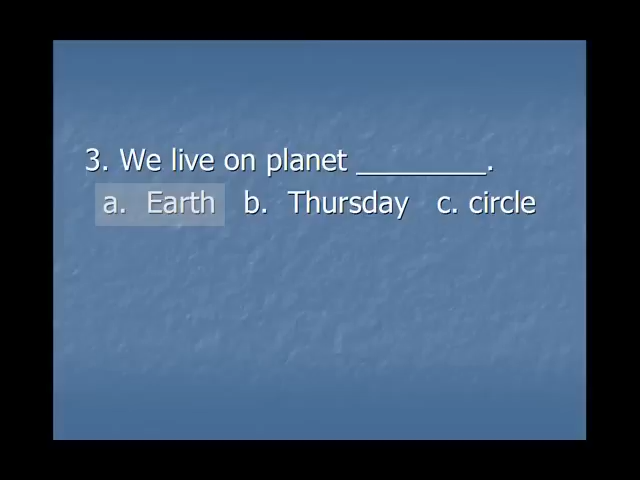 3. We live on planet ________.
a. Earth b. Thursday c. circle